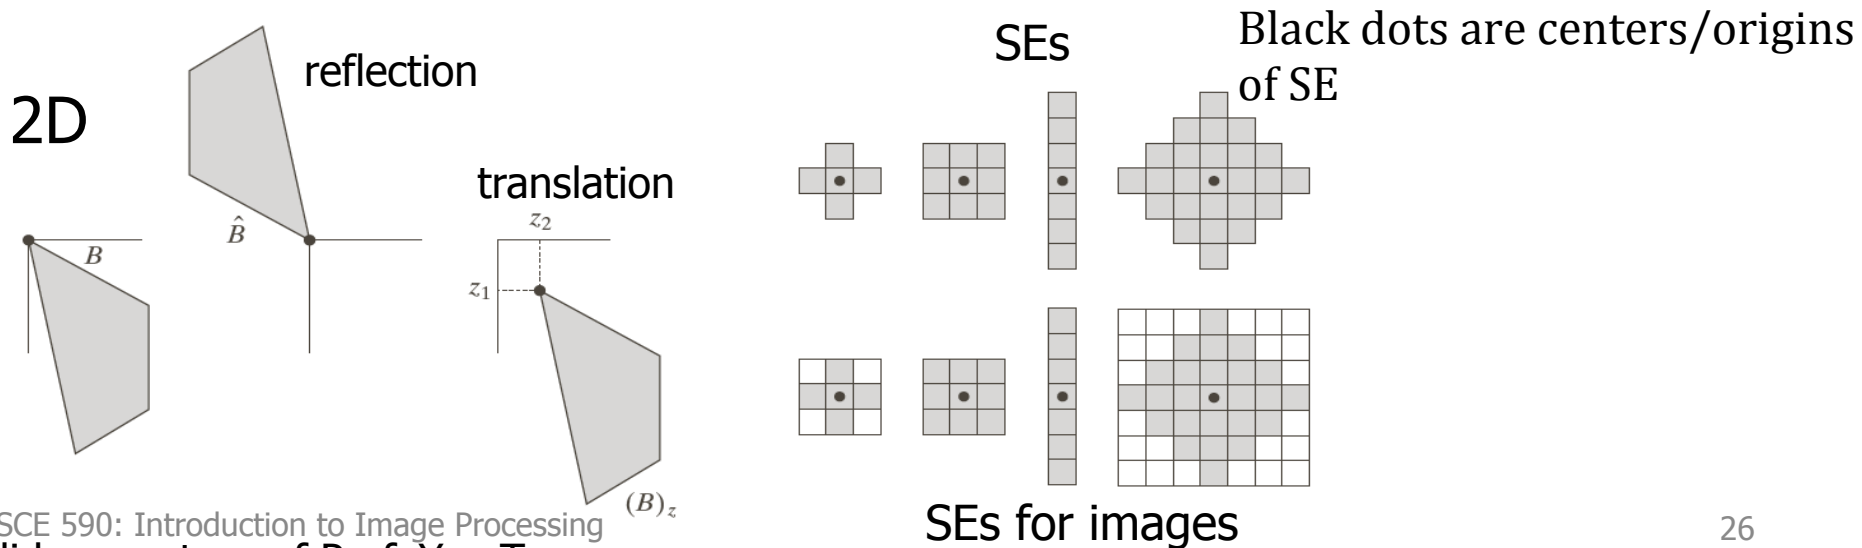 2D
reflection
B̂
B
translation
z₂
z₁
(B)z
SEs
Black dots are centers/origins
of SE
SEs for images
SCE 590: Introduction to Image Processing
26